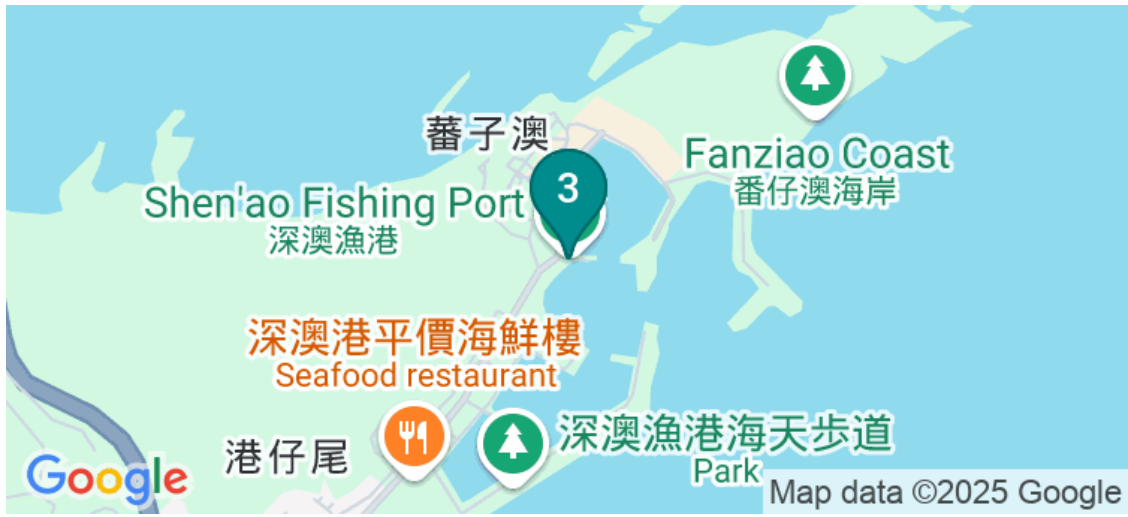 蕃子澳
3
Fanziao Coast
番仔澳海岸
Shen'ao Fishing Port
深澳漁港
深澳港平價海鮮樓
Seafood restaurant
深澳漁港海天步道
Park
港仔尾
Google
Map data ©2025 Google